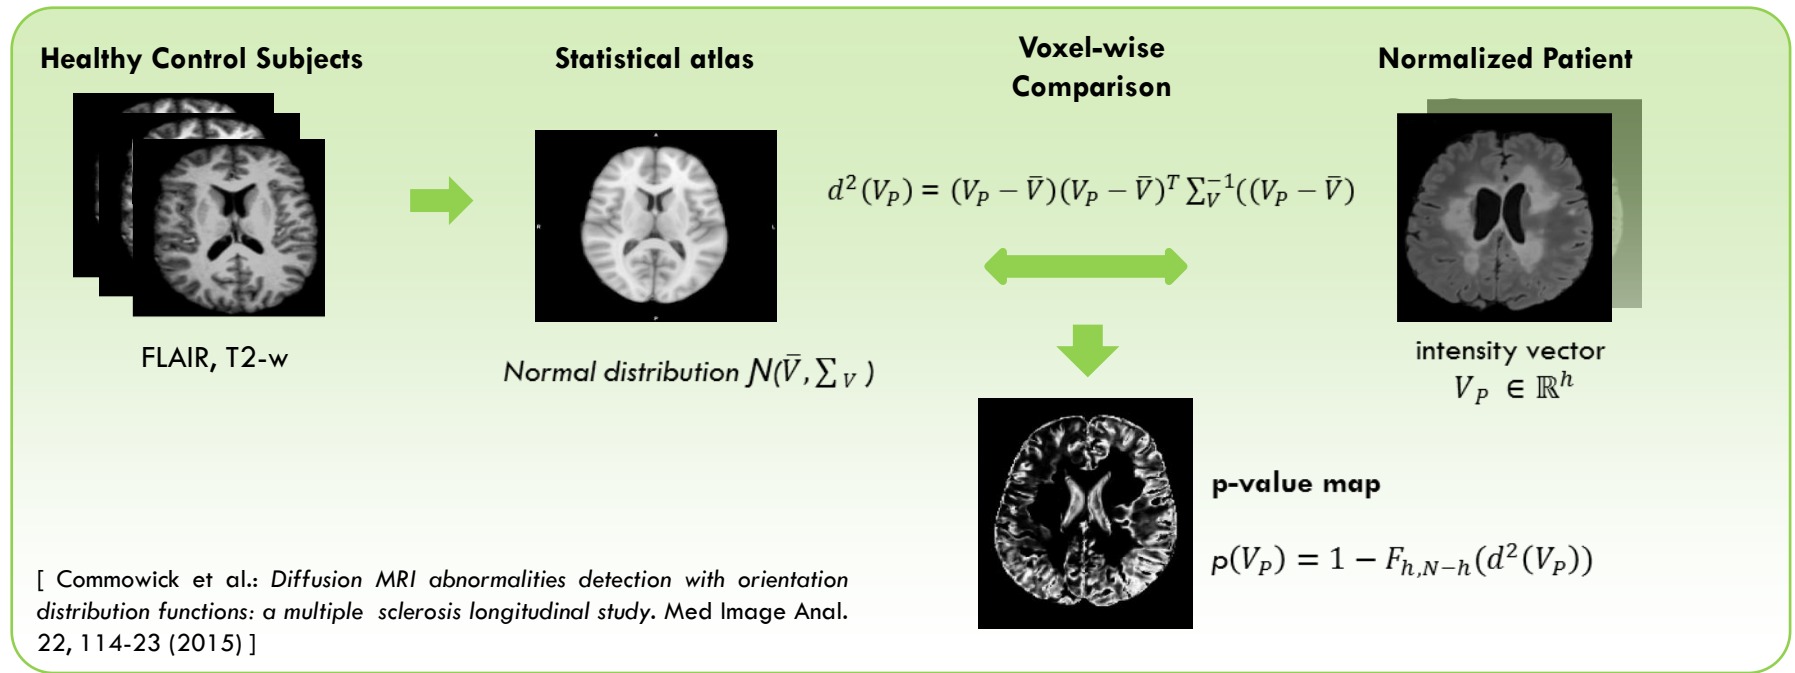 Healthy Control Subjects
FLAIR, T2-w
Statistical atlas
Normal distribution 𝒩(V̄, ∑ᵥ )
Voxel-wise
Comparison
d²(V_P) = (V_P − V̄)(V_P − V̄)ᵀ ∑_V⁻¹((V_P − V̄)
Normalized Patient
intensity vector
V_P ∈ ℝʰ
p-value map
p(V_P) = 1 − F_{h,N−h}(d²(V_P))
[ Commowick et al.: Diffusion MRI abnormalities detection with orientation
distribution functions: a multiple sclerosis longitudinal study. Med Image Anal.
22, 114-23 (2015) ]